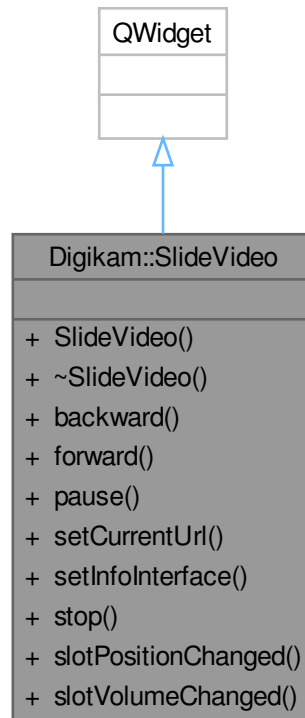 QWidget
Digikam::SlideVideo
+ SlideVideo()
+ ~SlideVideo()
+ backward()
+ forward()
+ pause()
+ setCurrentUrl()
+ setInfoInterface()
+ stop()
+ slotPositionChanged()
+ slotVolumeChanged()